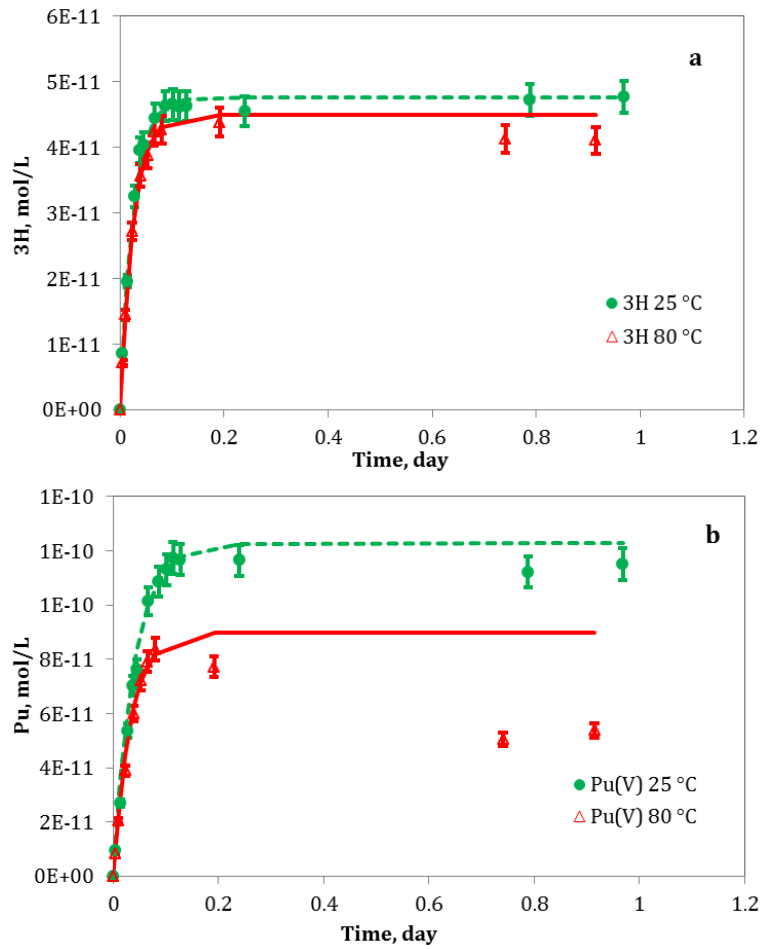 6E-11
a
5E-11
4E-11
3E-11
2E-11
1E-11
0E+00
3H, mol/L
3H 25 °C
3H 80 °C
0 0.2 0.4 0.6 0.8 1 1.2
Time, day
1E-10
b
1E-10
1E-10
8E-11
6E-11
4E-11
2E-11
0E+00
Pu, mol/L
Pu(V) 25 °C
Pu(V) 80 °C
0 0.2 0.4 0.6 0.8 1 1.2
Time, day